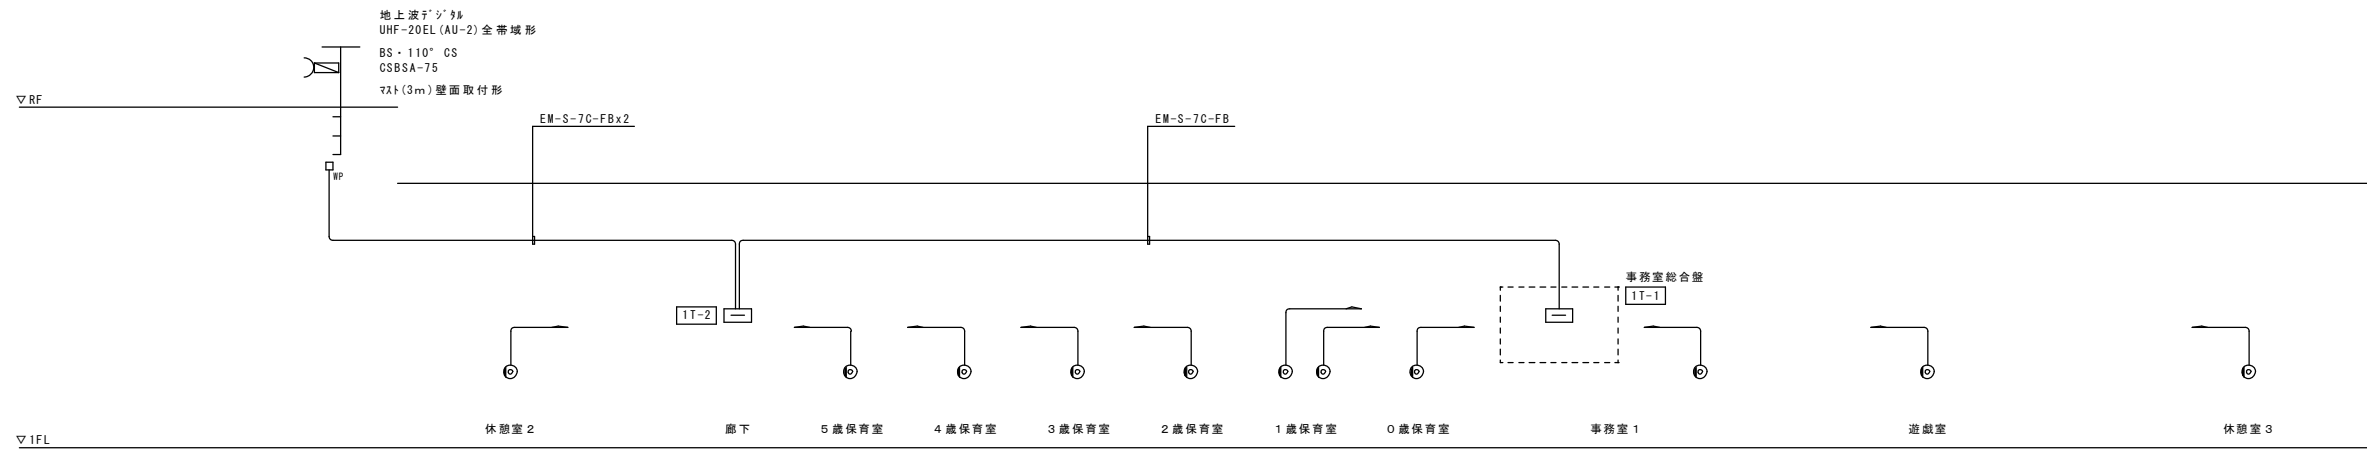 地上波ﾃﾞｼﾞﾀﾙ
UHF-20EL(AU-2)全帯域形
BS・110° CS
CSBSA-75
ﾏｽﾄ(3m)壁面取付形
▽RF
EM-S-7C-FBx2
EM-S-7C-FB
WP
事務室総合盤
1T-1
1T-2
休憩室2
廊下
5歳保育室
4歳保育室
3歳保育室
2歳保育室
1歳保育室
0歳保育室
事務室1
遊戯室
休憩室3
▽1FL